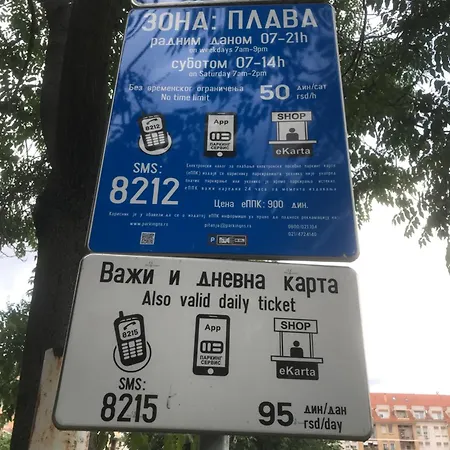 ЗОНА: ПЛАВА
радним даном 07-21h
on weekdays 7am-9pm
суботом 07-14h
on Saturday 7am-2pm
Без временског ограничења 50 дин/сат
No time limit rsd/h
8212
App
ПАРКИНГ СЕРВИС
SHOP
eKarta
SMS:
8212
Цена еППК: 900 дин.
Важи и дневна карта
Also valid daily ticket
8215
App
ПАРКИНГ СЕРВИС
SHOP
eKarta
SMS:
8215
95 дин/дан
rsd/day